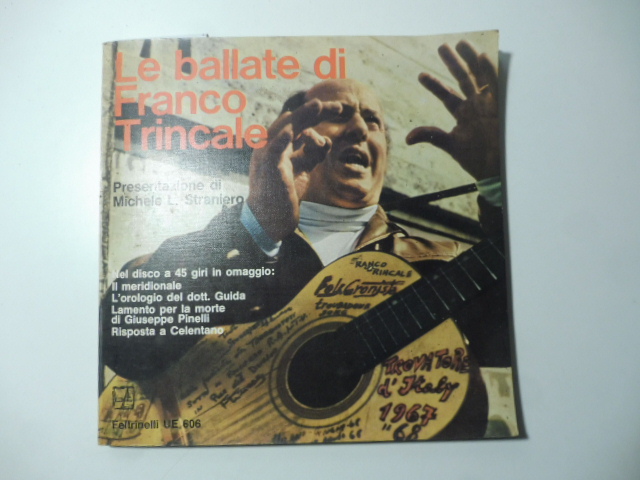 Le ballate di
Franco
Trincale
Presentazione di
Michele L. Straniero
Nel disco a 45 giri in omaggio:
Il meridionale
L'orologio del dott. Guida
Lamento per la morte
di Giuseppe Pinelli
Risposta a Celentano
Feltrinelli UE 606
FRANCO
TRINCALE
TROVATORE
d'Italy
1967
"68"